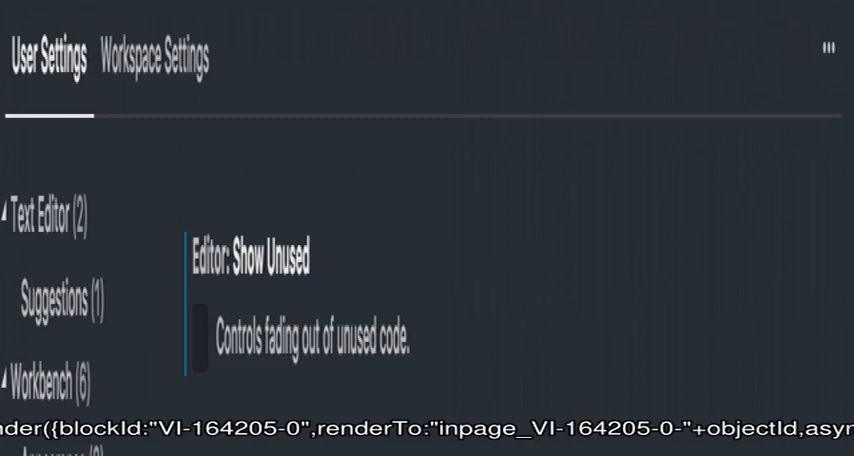 User Settings Workspace Settings
Text Editor (2)
Editor: Show Unused
Suggestions (1)
Controls fading out of unused code.
Workbench (6)
nder({blockId:"VI-164205-0",renderTo:"inpage_VI-164205-0-"+objectId,asyn